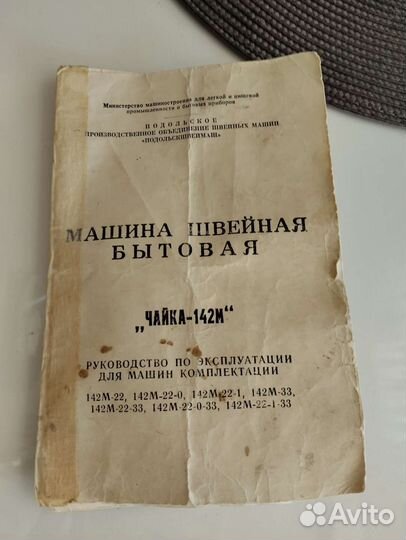 Министерство машиностроения для легкой и пищевой
промышленности и бытовых приборов
ПОДОЛЬСКОЕ
ПРОИЗВОДСТВЕННОЕ ОБЪЕДИНЕНИЕ ШВЕЙНЫХ МАШИН
«ПОДОЛЬСКШВЕЙМАШ»
МАШИНА ШВЕЙНАЯ
БЫТОВАЯ
„ЧАЙКА-142М“
РУКОВОДСТВО ПО ЭКСПЛУАТАЦИИ
ДЛЯ МАШИН КОМПЛЕКТАЦИИ
142М-22, 142М-22-0, 142М-22-1, 142М-33,
142М-22-33, 142М-22-0-33, 142М-22-1-33
Avito